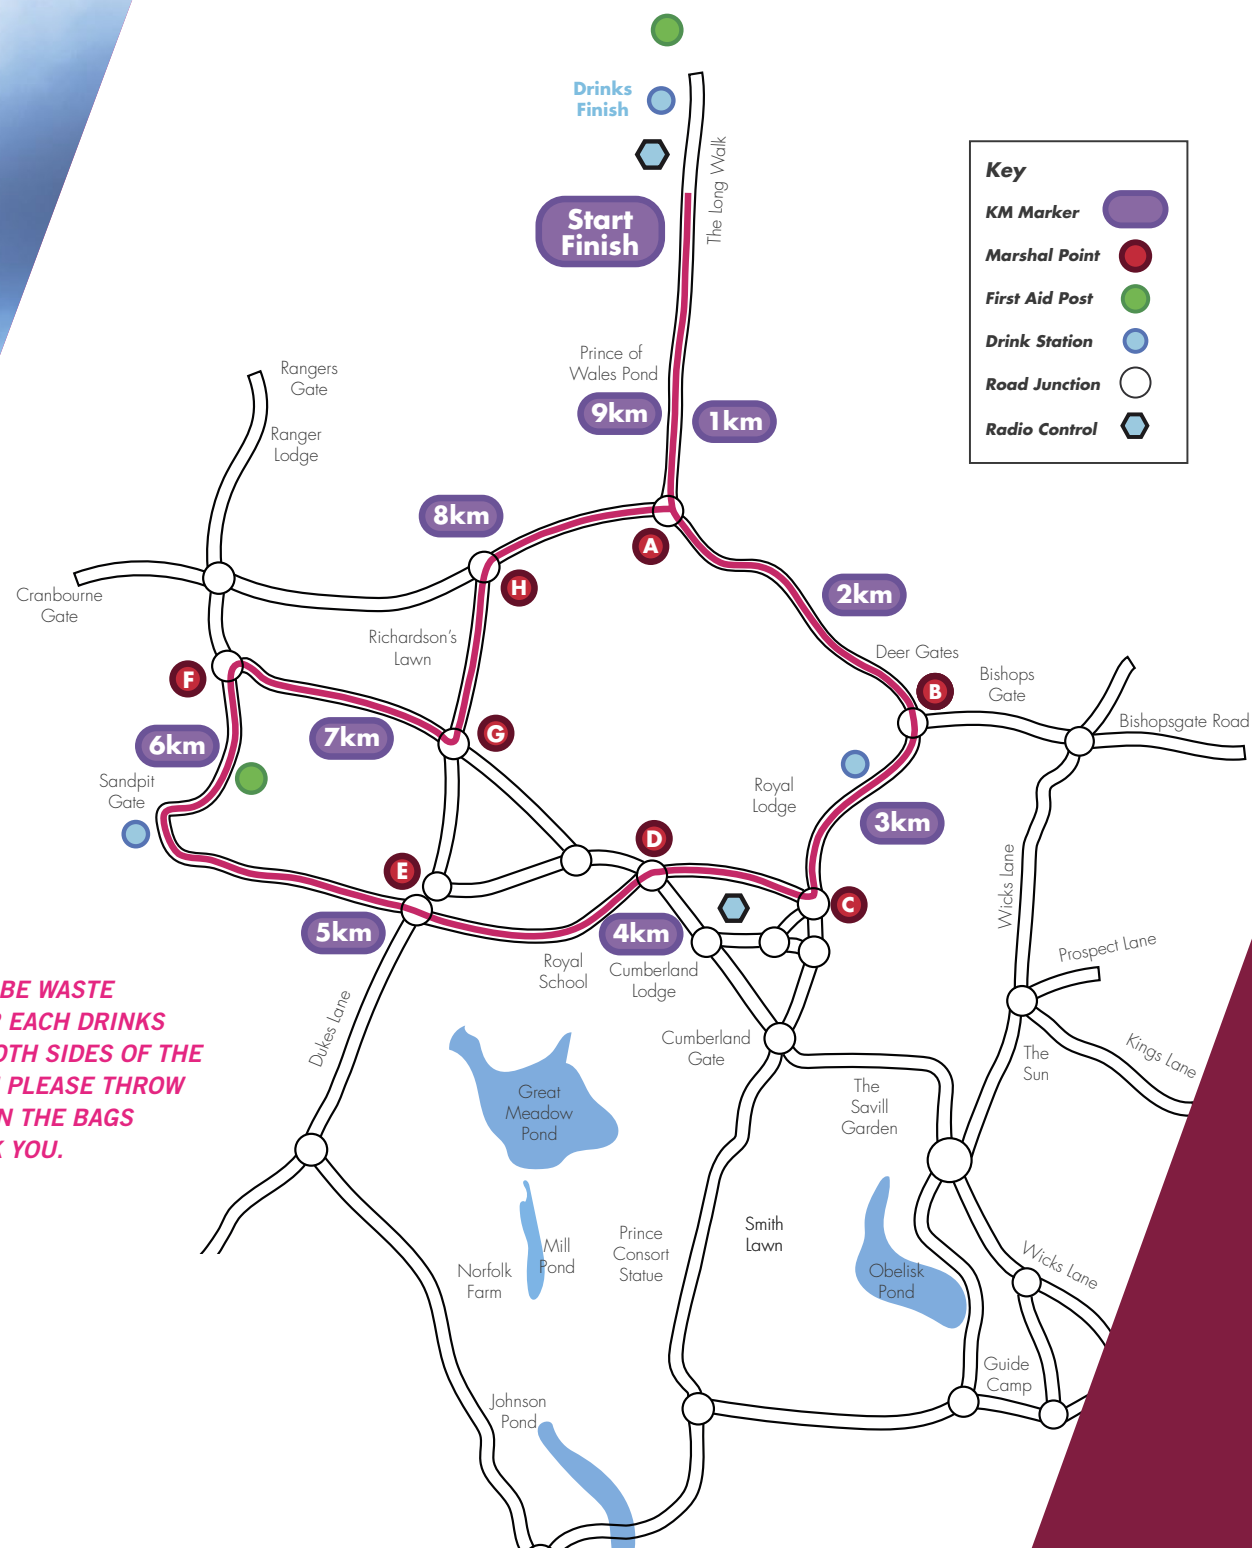 Drinks
Finish
The Long Walk
Start
Finish
Key
KM Marker
Marshal Point
First Aid Post
Drink Station
Road Junction
Radio Control
Prince of
Wales Pond
9km
1km
Rangers
Gate
Ranger
Lodge
8km
A
H
Cranbourne
Gate
2km
Richardson's
Lawn
Deer Gates
F
B
Bishops
Gate
Bishopsgate Road
7km
G
6km
Sandpit
Gate
Royal
Lodge
3km
D
E
C
Wicks Lane
5km
4km
Royal
School
Cumberland
Lodge
Prospect Lane
BE WASTE
EACH DRINKS
OTH SIDES OF THE
PLEASE THROW
N THE BAGS
YOU.
Dukes Lane
Cumberland
Gate
The
Sun
Kings Lane
Great
Meadow
Pond
The
Savill
Garden
Mill
Pond
Norfolk
Farm
Prince
Consort
Statue
Smith
Lawn
Obelisk
Pond
Wicks Lane
Guide
Camp
Johnson
Pond